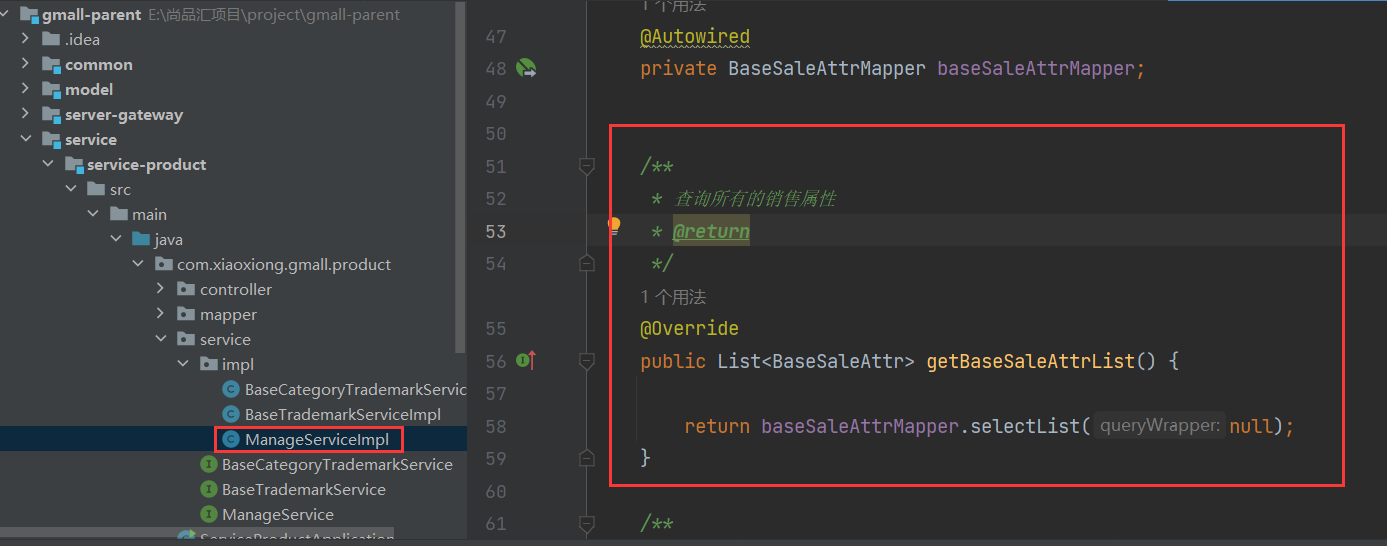 gmall-parent E:\尚品汇项目\project\gmall-parent
.idea
common
model
server-gateway
service
service-product
src
main
java
com.xiaoxiong.gmall.product
controller
mapper
service
impl
BaseCategoryTrademarkServic
BaseTrademarkServiceImpl
ManageServiceImpl
BaseCategoryTrademarkService
BaseTrademarkService
ManageService
ServiceProductApplication
1 个用法
47 @Autowired
48 private BaseSaleAttrMapper baseSaleAttrMapper;
49
50
51 /**
52 * 查询所有的销售属性
53 * @return
54 */
1 个用法
55 @Override
56 public List<BaseSaleAttr> getBaseSaleAttrList() {
57
58 return baseSaleAttrMapper.selectList( queryWrapper: null);
59 }
60
61 /**